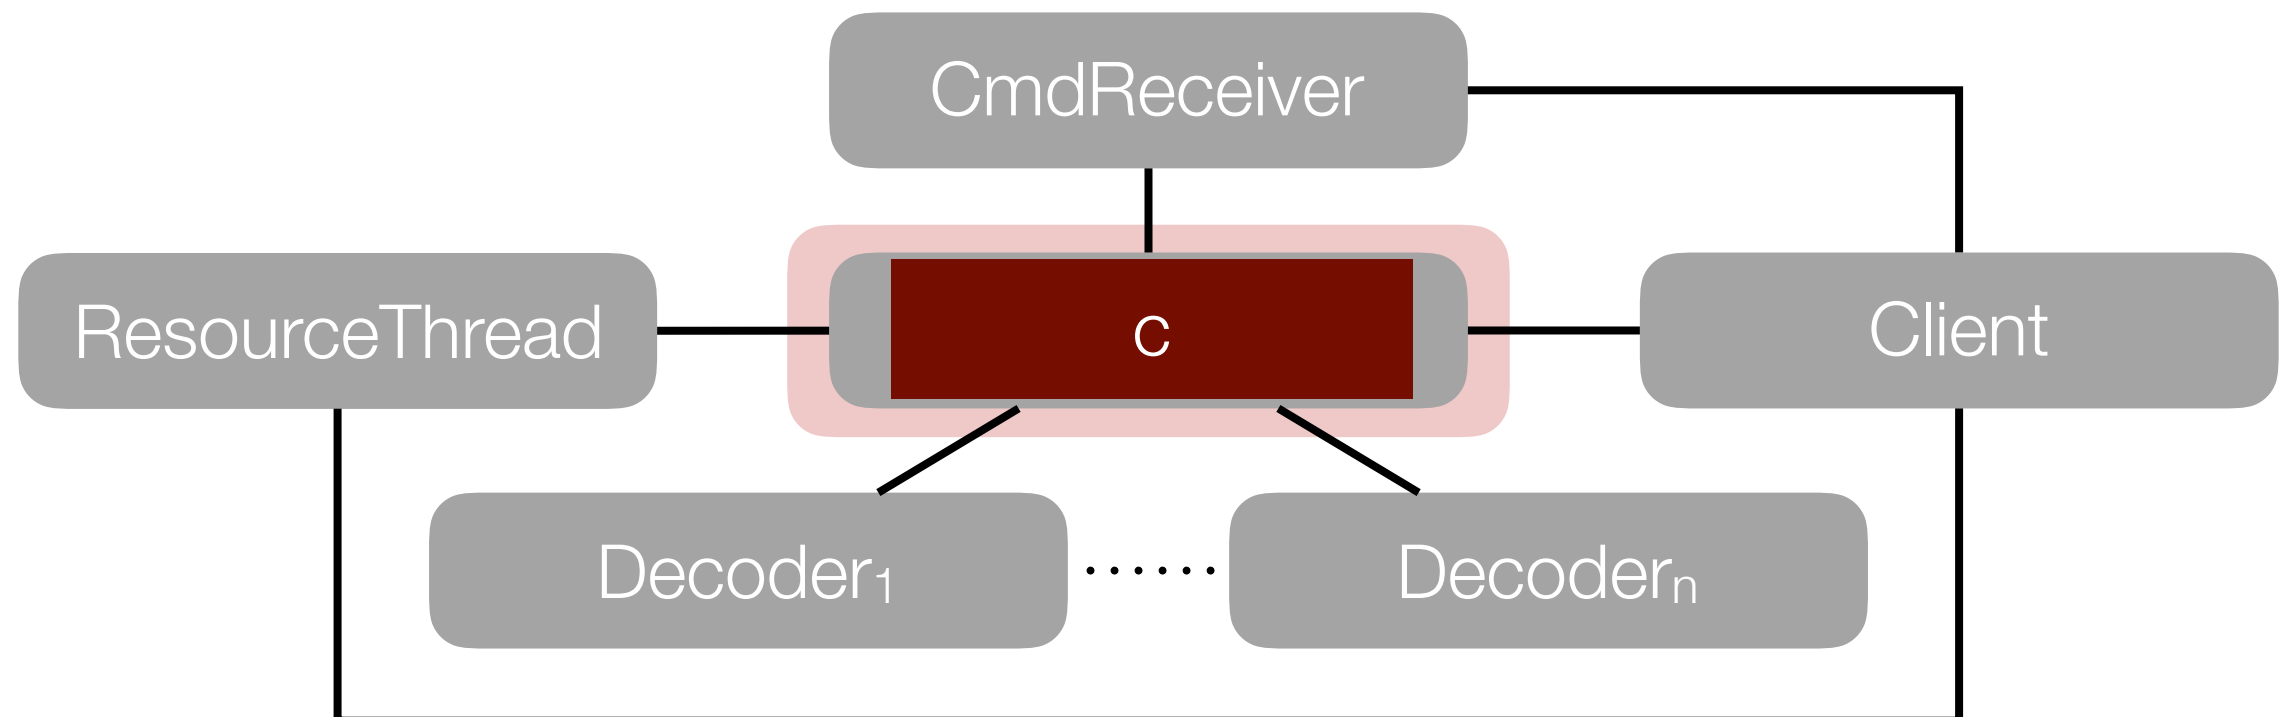 CmdReceiver
ResourceThread
C
Client
Decoder1
......
Decodern